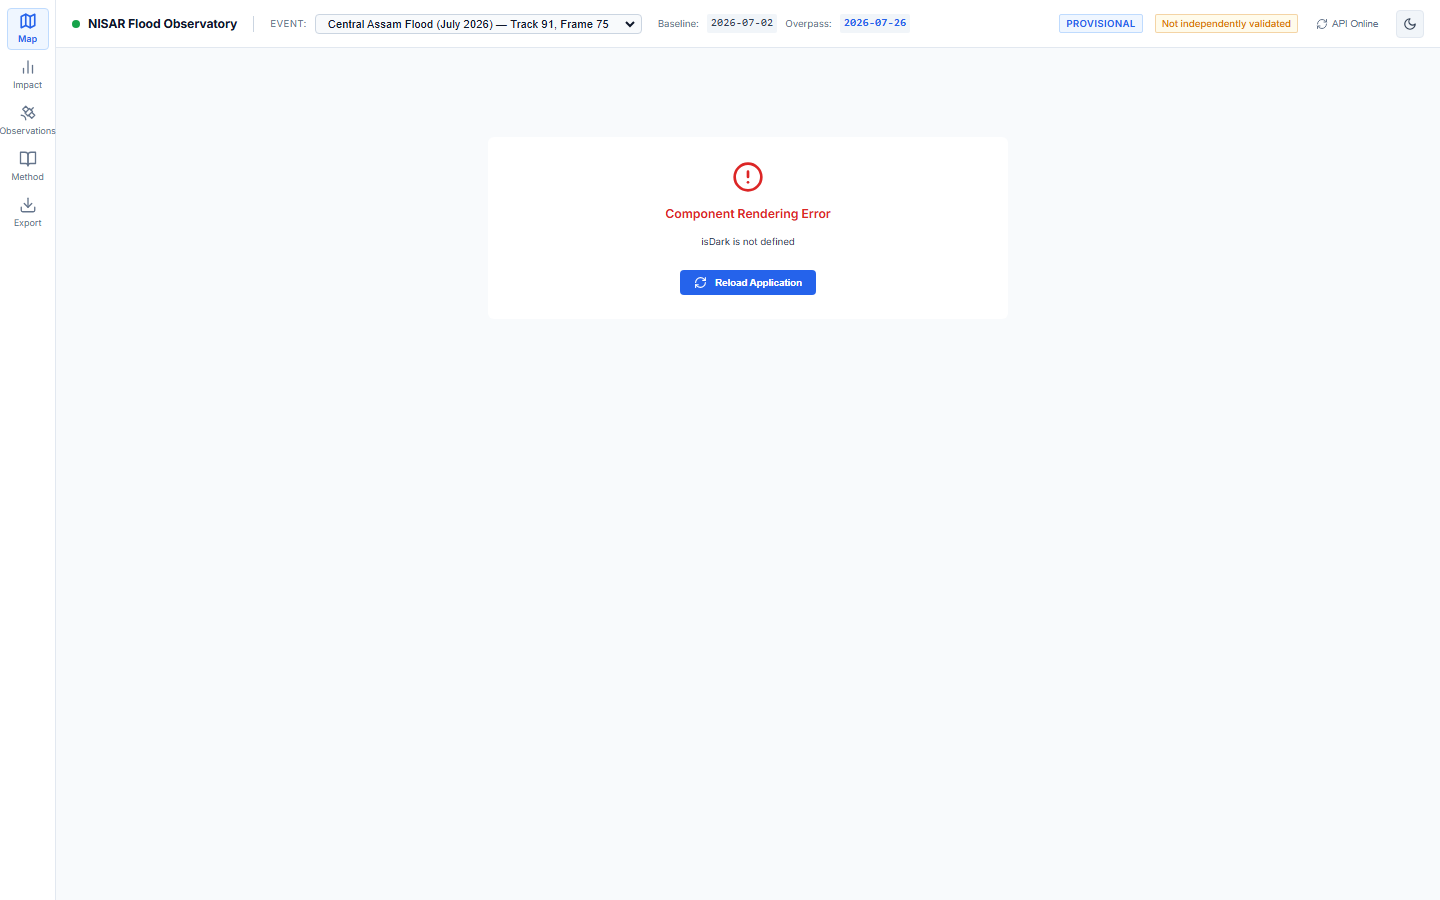 NISAR Flood Observatory
EVENT: Central Assam Flood (July 2026) — Track 91, Frame 75
Baseline: 2026-07-02 Overpass: 2026-07-26
PROVISIONAL
Not independently validated
API Online
Map
Impact
Observations
Method
Export
Component Rendering Error
isDark is not defined
Reload Application